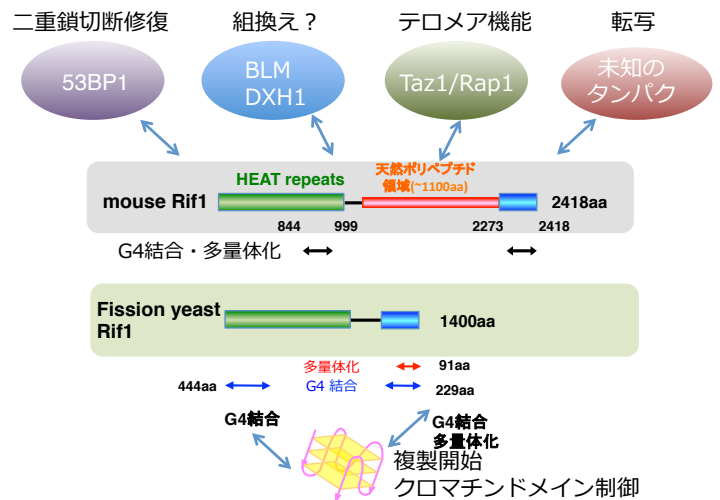 二重鎖切断修復
組換え？
テロメア機能
転写
53BP1
BLM
DXH1
Taz1/Rap1
未知の
タンパク
HEAT repeats
天然ポリペプチド
領域(~1100aa)
mouse Rif1
2418aa
844
999
2273
2418
G4結合・多量体化
Fission yeast
Rif1
1400aa
多量体化
91aa
444aa
G4 結合
229aa
G4結合
G4結合
多量体化
複製開始
クロマチンドメイン制御